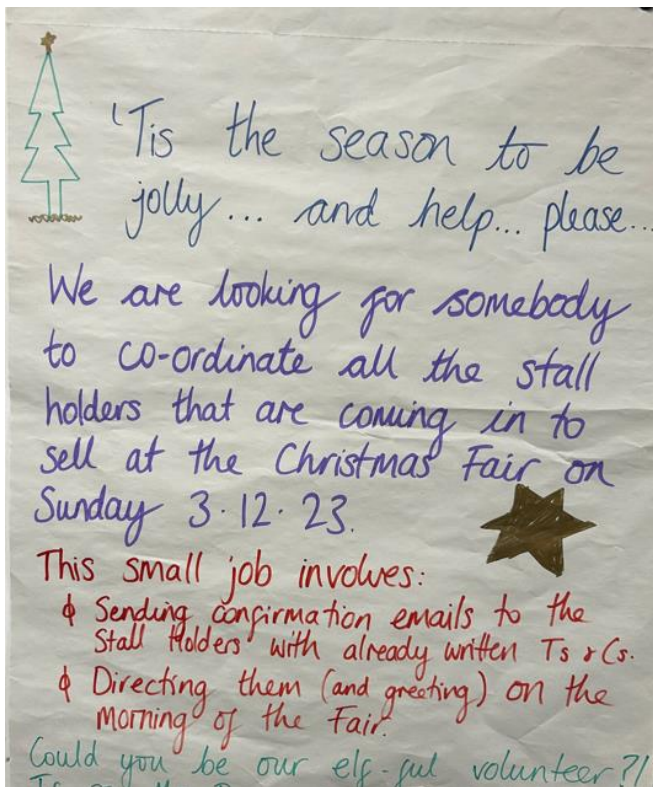 'Tis the season to be
jolly... and help... please...
We are looking for somebody
to co-ordinate all the stall
holders that are coming in to
sell at the Christmas Fair on
Sunday 3.12.23.
This small job involves:
Sending confirmation emails to the
Stall Holders with already written Ts & Cs.
Directing them (and greeting) on the
Morning of the Fair.
Could you be our elf-ful volunteer?!